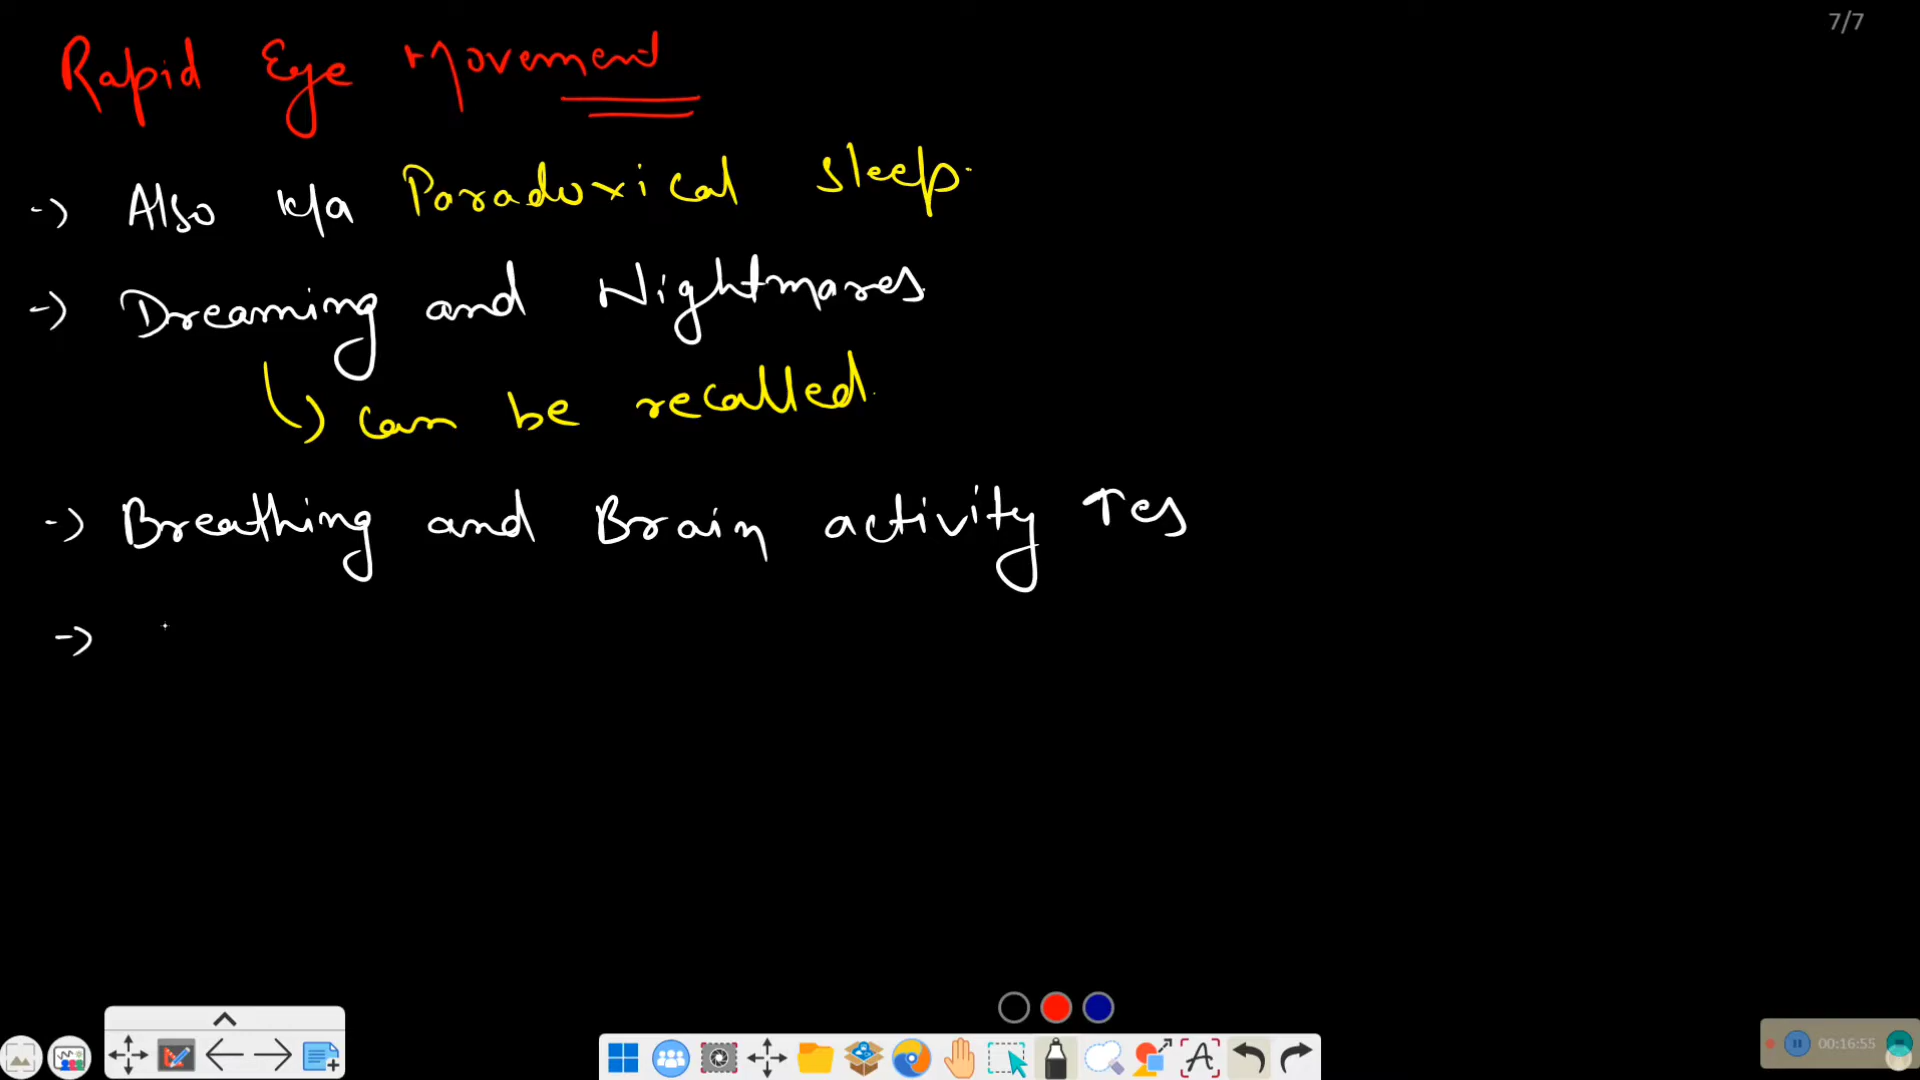 7/7
Rapid Eye Movement
-> Also k/a Paradoxical sleep.
-> Dreaming and Nightmares
↳ can be recalled.
-> Breathing and Brain activity ↑es
->
00:16:55